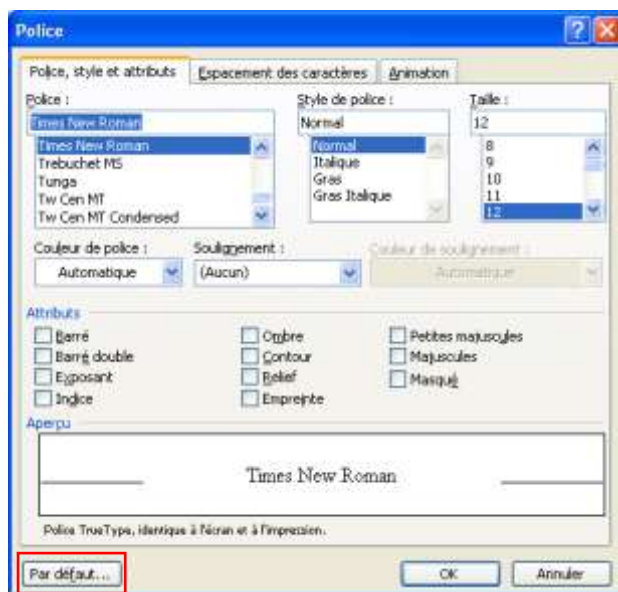 Police
Police, style et attributs Espacement des caractères Animation
Police : Style de police : Taille :
Times New Roman Normal 12
Times New Roman Normal 8
Trebuchet MS Italique 9
Tunga Gras 10
Tw Cen MT Gras Italique 11
Tw Cen MT Condensed 12
Couleur de police : Soulignement : Couleur de soulignement :
Automatique (Aucun) Automatique
Attributs
Barré Ombre Petites majuscules
Barré double Contour Majuscules
Exposant Relief Masqué
Indice Empreinte
Aperçu
Times New Roman
Police TrueType, identique à l'écran et à l'impression.
Par défaut... OK Annuler